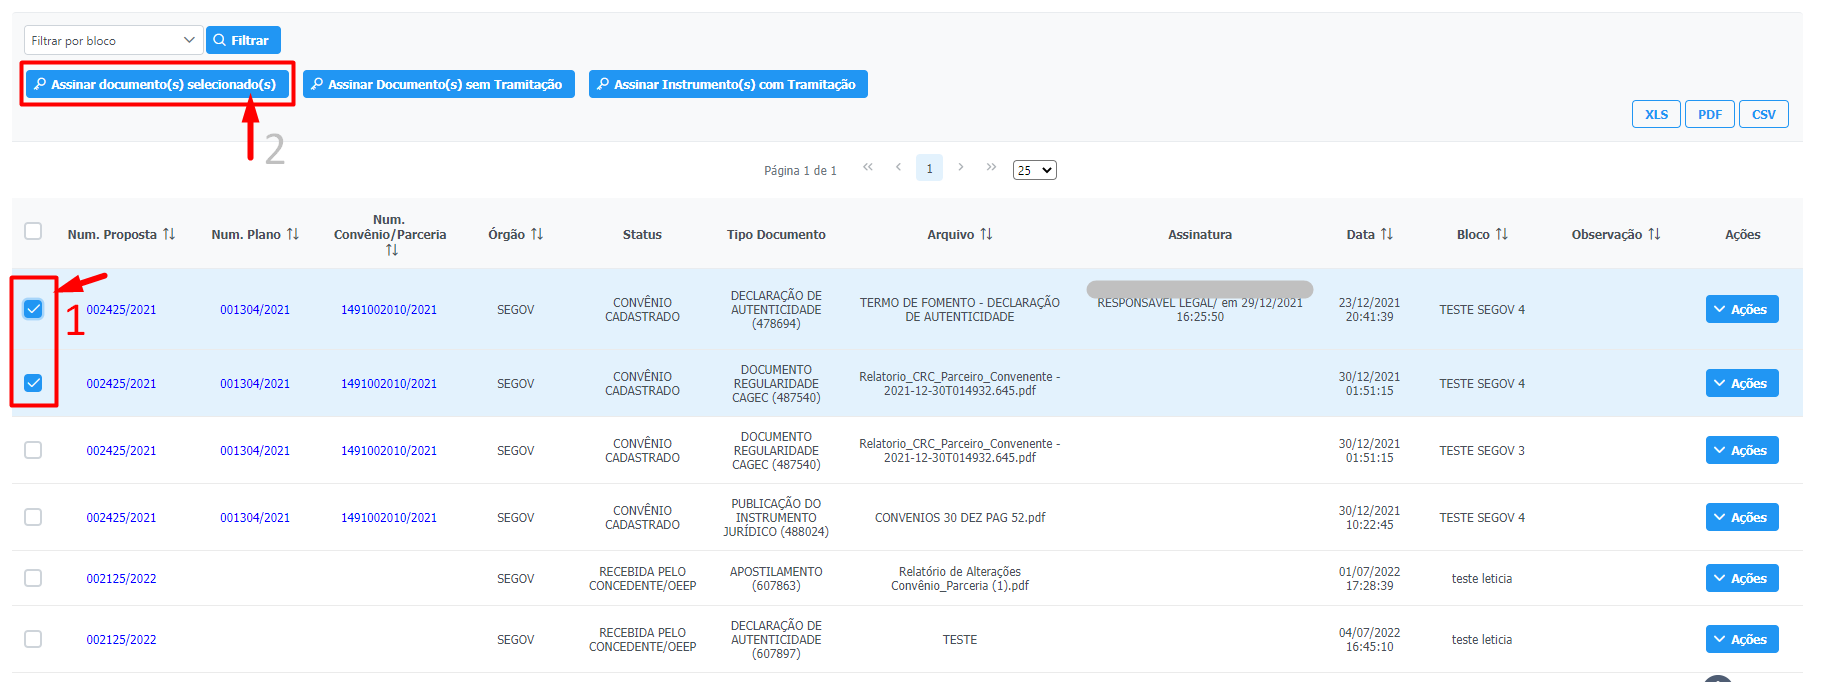 Filtrar por bloco
Filtrar
Assinar documento(s) selecionado(s)
Assinar Documento(s) sem Tramitação
Assinar Instrumento(s) com Tramitação
2
XLS
PDF
CSV
Página 1 de 1
«
‹
1
›
»
25
Num. Proposta
Num. Plano
Num.
Convênio/Parceria
Órgão
Status
Tipo Documento
Arquivo
Assinatura
Data
Bloco
Observação
Ações
1
002425/2021
001304/2021
1491002010/2021
SEGOV
CONVÊNIO
CADASTRADO
DECLARAÇÃO DE
AUTENTICIDADE
(478694)
TERMO DE FOMENTO - DECLARAÇÃO
DE AUTENTICIDADE
RESPONSÁVEL LEGAL/ em 29/12/2021
16:25:50
23/12/2021
20:41:39
TESTE SEGOV 4
Ações
002425/2021
001304/2021
1491002010/2021
SEGOV
CONVÊNIO
CADASTRADO
DOCUMENTO
REGULARIDADE
CAGEC (487540)
Relatorio_CRC_Parceiro_Convenente -
2021-12-30T014932.645.pdf
30/12/2021
01:51:15
TESTE SEGOV 4
Ações
002425/2021
001304/2021
1491002010/2021
SEGOV
CONVÊNIO
CADASTRADO
DOCUMENTO
REGULARIDADE
CAGEC (487540)
Relatorio_CRC_Parceiro_Convenente -
2021-12-30T014932.645.pdf
30/12/2021
01:51:15
TESTE SEGOV 3
Ações
002425/2021
001304/2021
1491002010/2021
SEGOV
CONVÊNIO
CADASTRADO
PUBLICAÇÃO DO
INSTRUMENTO
JURÍDICO (488024)
CONVENIOS 30 DEZ PAG 52.pdf
30/12/2021
10:22:45
TESTE SEGOV 4
Ações
002125/2022
SEGOV
RECEBIDA PELO
CONCEDENTE/OEEP
APOSTILAMENTO
(607863)
Relatório de Alterações
Convênio_Parceria (1).pdf
01/07/2022
17:28:39
teste leticia
Ações
002125/2022
SEGOV
RECEBIDA PELO
CONCEDENTE/OEEP
DECLARAÇÃO DE
AUTENTICIDADE
(607897)
TESTE
04/07/2022
16:45:10
teste leticia
Ações